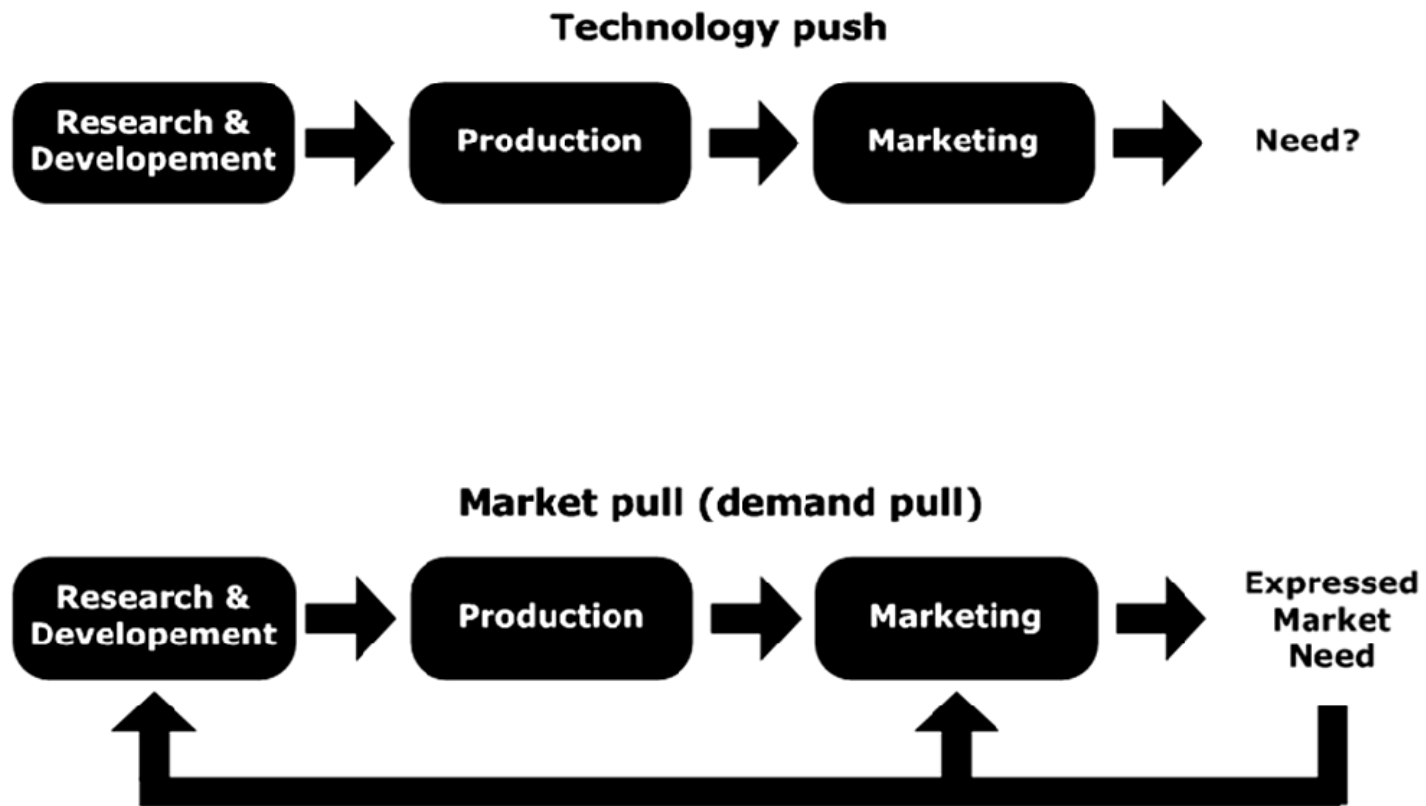 Technology push
Research &
Developement
Production
Marketing
Need?
Market pull (demand pull)
Research &
Developement
Production
Marketing
Expressed
Market
Need